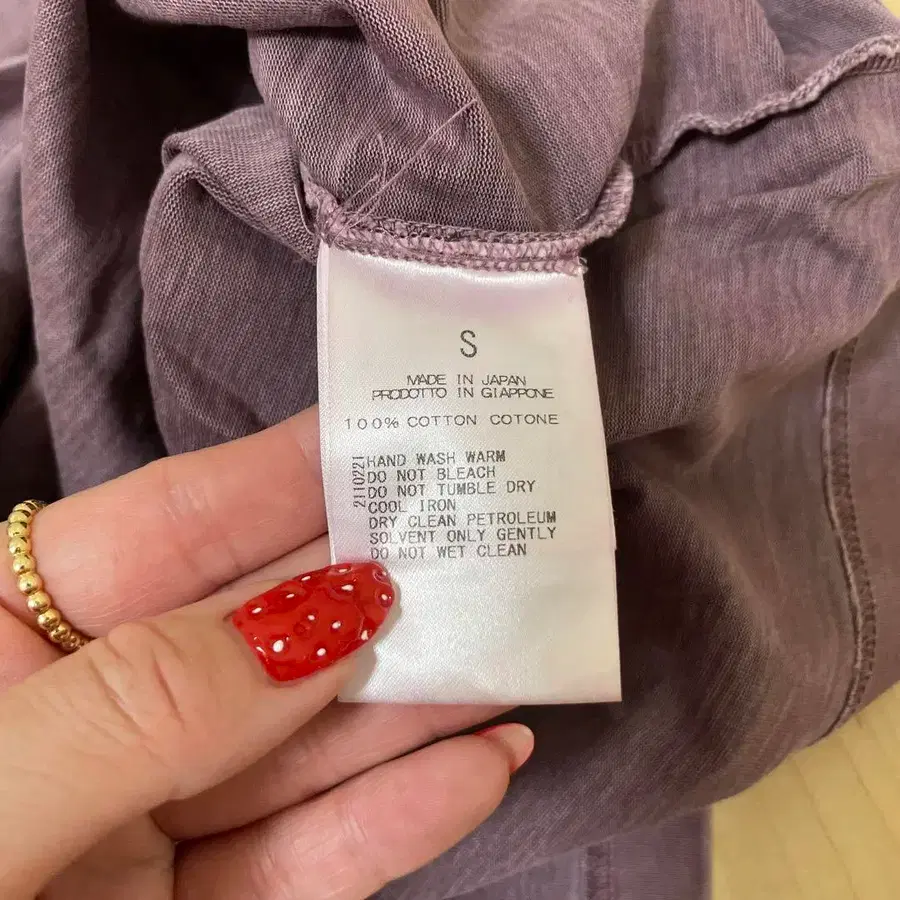 S
MADE IN JAPAN
PRODOTTO IN GIAPPONE
100% COTTON COTONE
2110221
HAND WASH WARM
DO NOT BLEACH
DO NOT TUMBLE DRY
COOL IRON
DRY CLEAN PETROLEUM
SOLVENT ONLY GENTLY
DO NOT WET CLEAN